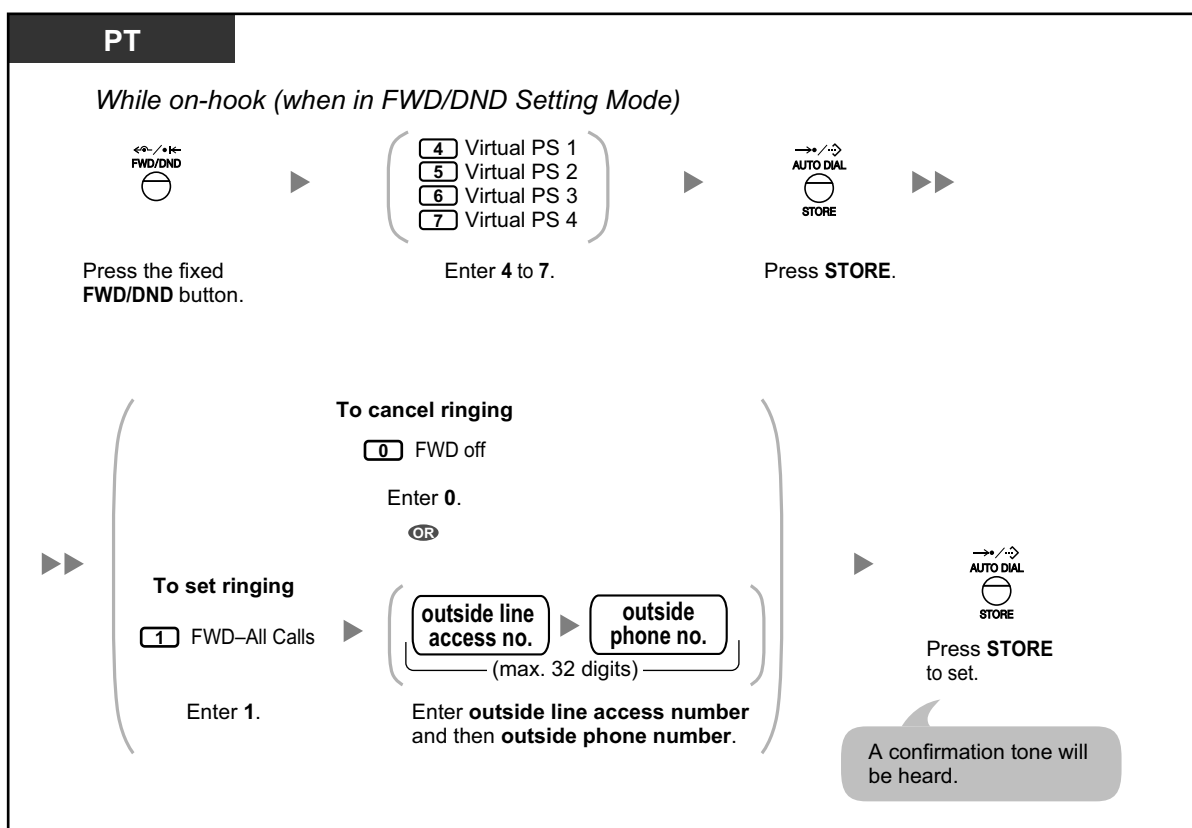 PT
While on-hook (when in FWD/DND Setting Mode)
FWD/DND
4 Virtual PS 1
5 Virtual PS 2
6 Virtual PS 3
7 Virtual PS 4
AUTO DIAL
STORE
Press the fixed
FWD/DND button.
Enter 4 to 7.
Press STORE.
To cancel ringing
0 FWD off
Enter 0.
OR
To set ringing
1 FWD–All Calls
Enter 1.
outside line
access no.
outside
phone no.
(max. 32 digits)
Enter outside line access number
and then outside phone number.
AUTO DIAL
STORE
Press STORE
to set.
A confirmation tone will
be heard.